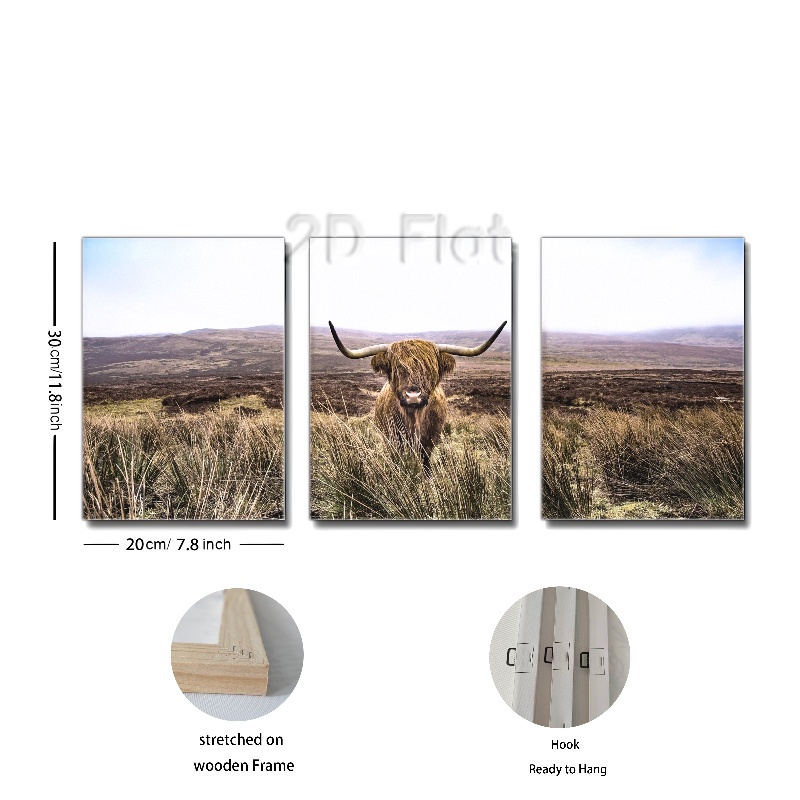 2D Flat
30cm/11.8inch
20cm/ 7.8 inch
stretched on
wooden Frame
Hook
Ready to Hang